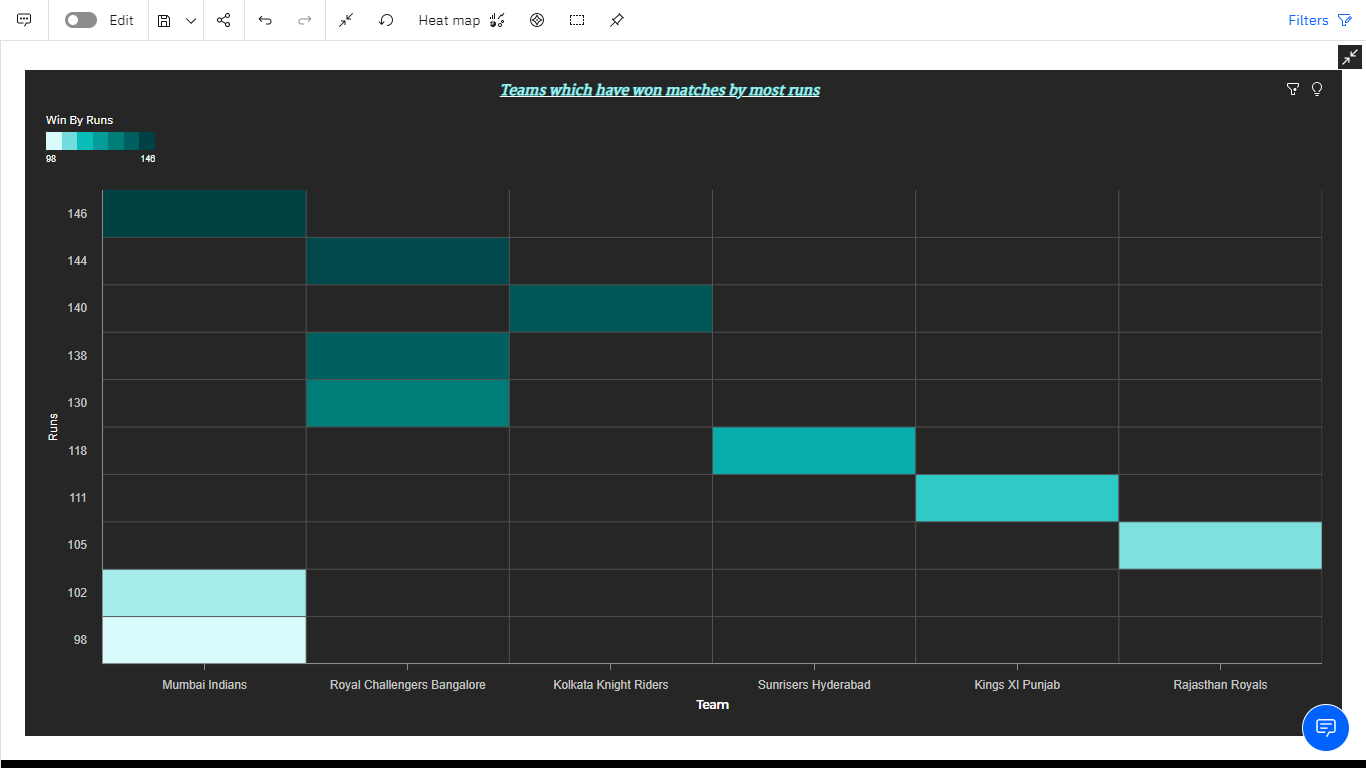 Edit
Heat map
Filters
Teams which have won matches by most runs
Win By Runs
98 146
146
144
140
138
130
118
111
105
102
98
Runs
Mumbai Indians Royal Challengers Bangalore Kolkata Knight Riders Sunrisers Hyderabad Kings XI Punjab Rajasthan Royals
Team